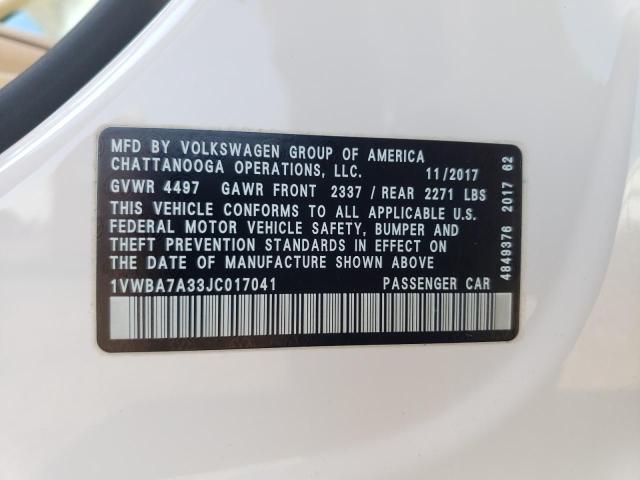 MFD BY VOLKSWAGEN GROUP OF AMERICA
CHATTANOOGA OPERATIONS, LLC. 11/2017
GVWR 4497 GAWR FRONT 2337 / REAR 2271 LBS
THIS VEHICLE CONFORMS TO ALL APPLICABLE U.S.
FEDERAL MOTOR VEHICLE SAFETY, BUMPER AND
THEFT PREVENTION STANDARDS IN EFFECT ON
THE DATE OF MANUFACTURE SHOWN ABOVE
1VWBA7A33JC017041 PASSENGER CAR
4849376 2017 62